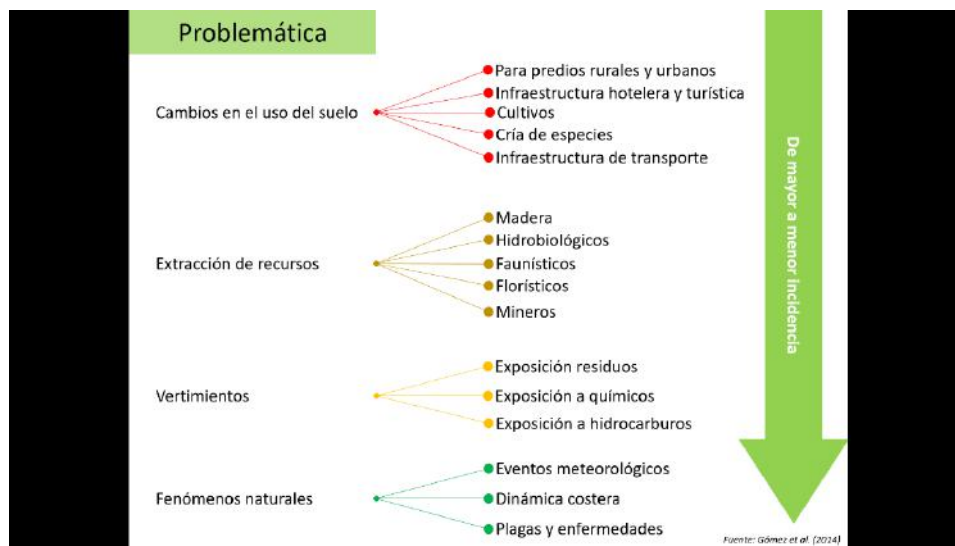 Problemática
Cambios en el uso del suelo
Para predios rurales y urbanos
Infraestructura hotelera y turística
Cultivos
Cría de especies
Infraestructura de transporte
Extracción de recursos
Madera
Hidrobiológicos
Faunísticos
Florísticos
Mineros
Vertimientos
Exposición residuos
Exposición a químicos
Exposición a hidrocarburos
Fenómenos naturales
Eventos meteorológicos
Dinámica costera
Plagas y enfermedades
De mayor a menor incidencia
Fuente: Gómez et al. (2014)